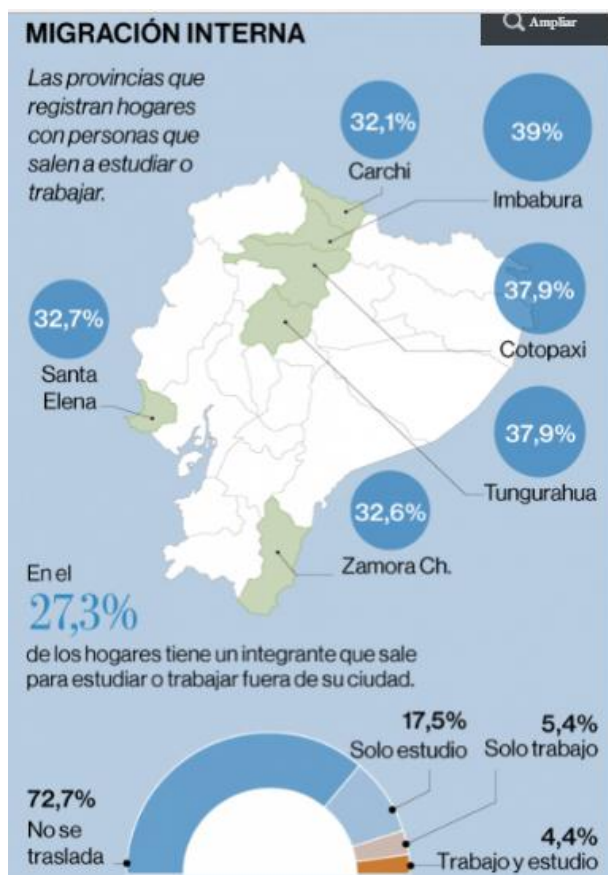 MIGRACIÓN INTERNA
Ampliar
Las provincias que
registran hogares
con personas que
salen a estudiar o
trabajar.
32,1%
Carchi
39%
Imbabura
37,9%
Cotopaxi
32,7%
Santa
Elena
37,9%
Tungurahua
32,6%
Zamora Ch.
En el
27,3%
de los hogares tiene un integrante que sale
para estudiar o trabajar fuera de su ciudad.
17,5%
Solo estudio
5,4%
Solo trabajo
72,7%
No se
traslada
4,4%
Trabajo y estudio